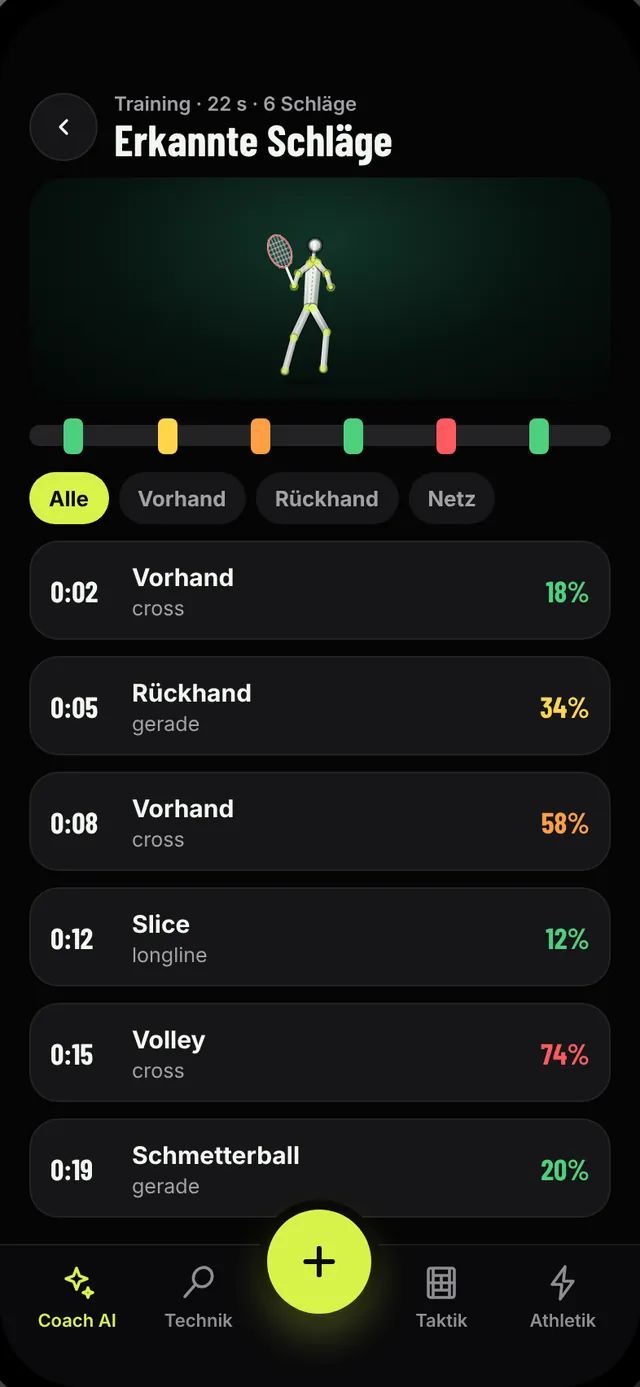 Training · 22 s · 6 Schläge
Erkannte Schläge
Alle
Vorhand
Rückhand
Netz
0:02
Vorhand
cross
18%
0:05
Rückhand
gerade
34%
0:08
Vorhand
cross
58%
0:12
Slice
longline
12%
0:15
Volley
cross
74%
0:19
Schmetterball
gerade
20%
Coach AI
Technik
Taktik
Athletik